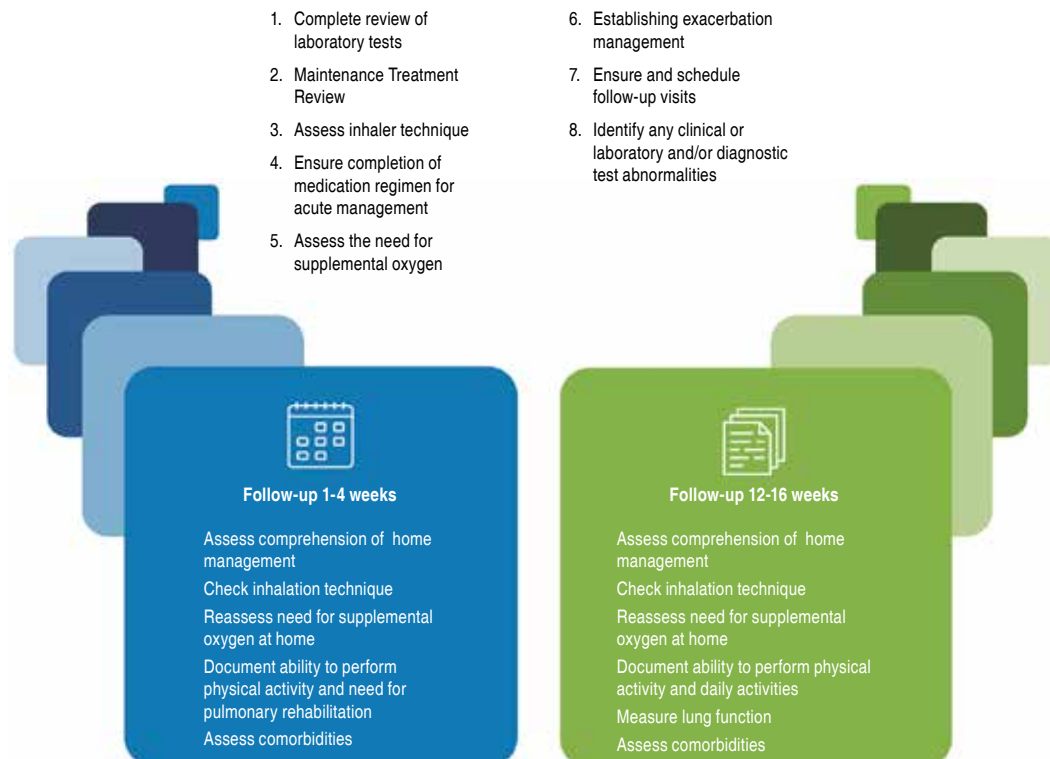 1. Complete review of
laboratory tests
2. Maintenance Treatment
Review
3. Assess inhaler technique
4. Ensure completion of
medication regimen for
acute management
5. Assess the need for
supplemental oxygen
6. Establishing exacerbation
management
7. Ensure and schedule
follow-up visits
8. Identify any clinical or
laboratory and/or diagnostic
test abnormalities
Follow-up 1-4 weeks
Assess comprehension of home
management
Check inhalation technique
Reassess need for supplemental
oxygen at home
Document ability to perform
physical activity and need for
pulmonary rehabilitation
Assess comorbidities
Follow-up 12-16 weeks
Assess comprehension of home
management
Check inhalation technique
Reassess need for supplemental
oxygen at home
Document ability to perform physical
activity and daily activities
Measure lung function
Assess comorbidities